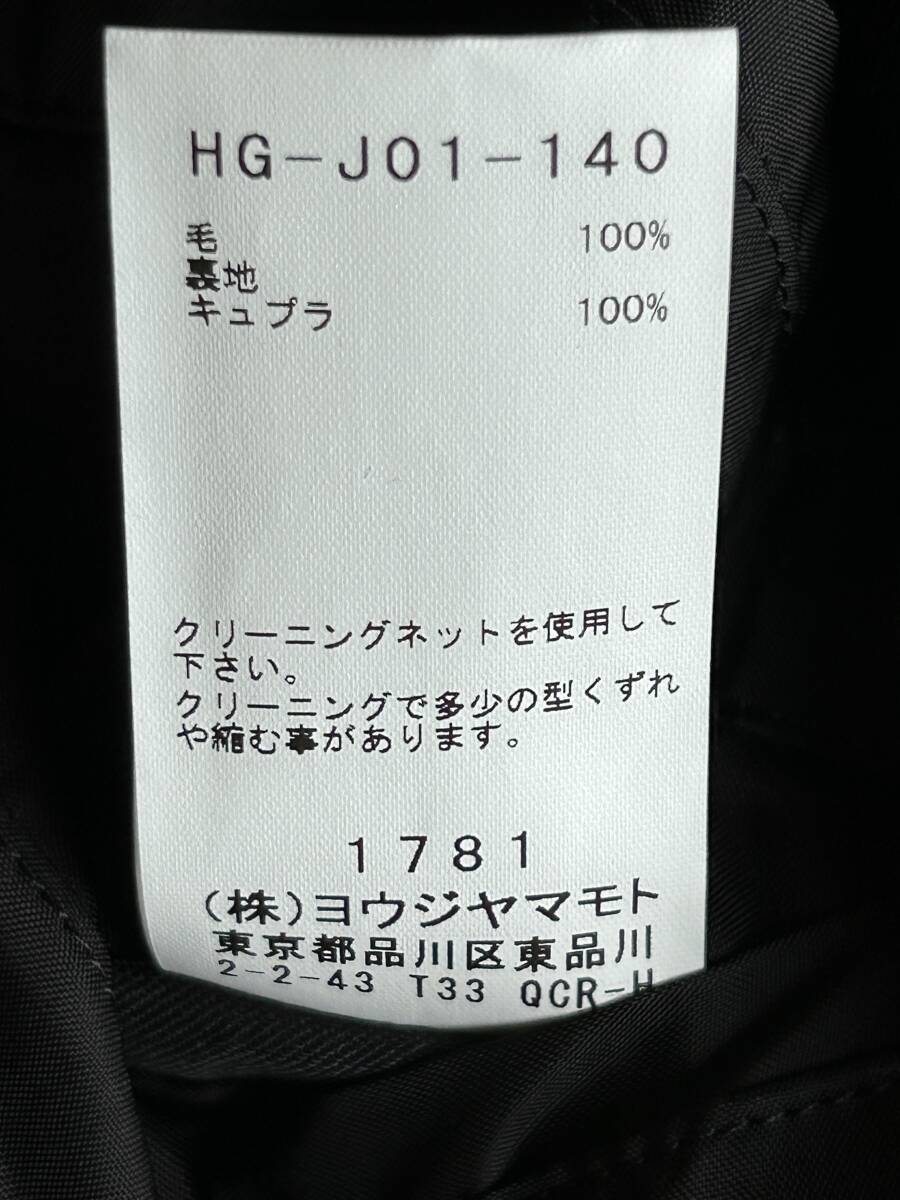 HG-J01-140
毛 100%
裏地
キュプラ 100%
クリーニングネットを使用して
下さい。
クリーニングで多少の型くずれ
や縮む事があります。
1781
(株)ヨウジヤマモト
東京都品川区東品川
2-2-43 T33 QCR-H